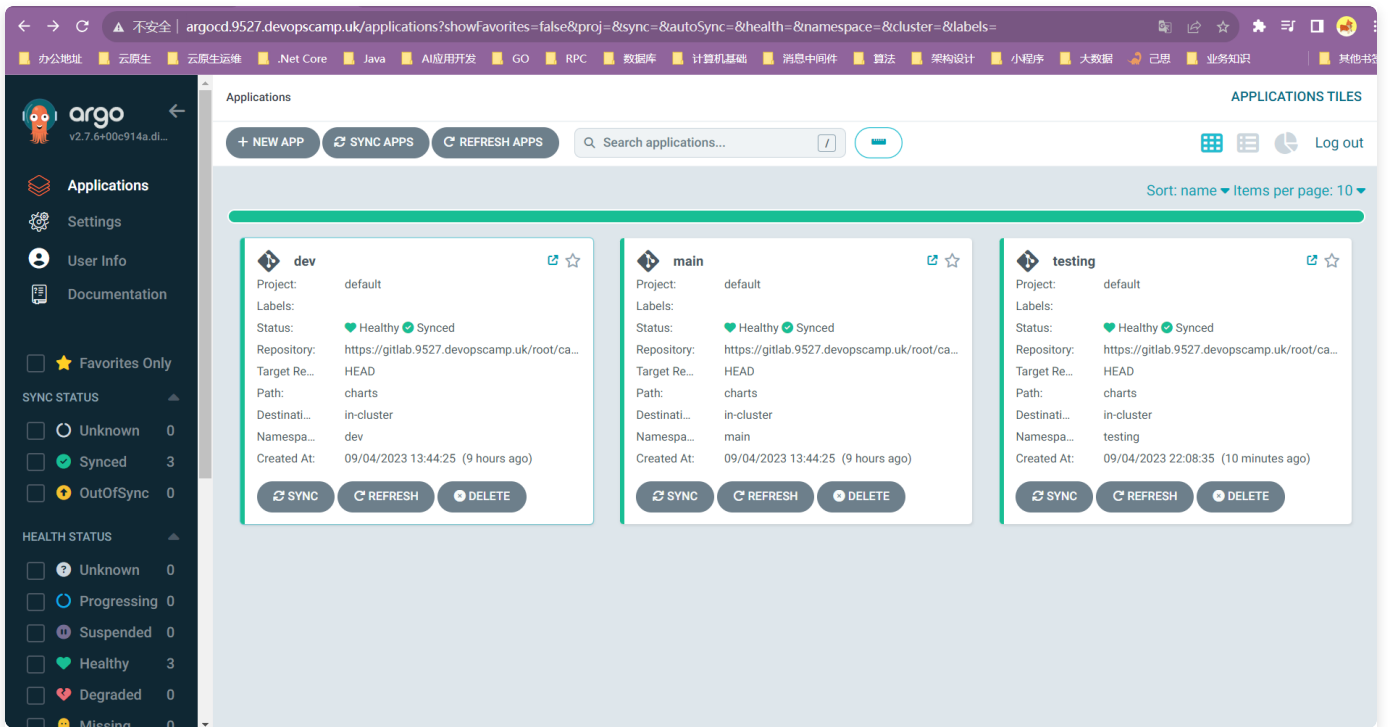 不安全 argocd.9527.devopscamp.uk/applications?showFavorites=false&proj=&sync=&autoSync=&health=&namespace=&cluster=&labels=
办公地址 云原生 云原生运维 .Net Core Java AI应用开发 GO RPC 数据库 计算机基础 消息中间件 算法 架构设计 小程序 大数据 己思 业务知识 其他书签
argo
v2.7.6+00c914a.di...
Applications
Settings
User Info
Documentation
Favorites Only
SYNC STATUS
Unknown 0
Synced 3
OutOfSync 0
HEALTH STATUS
Unknown 0
Progressing 0
Suspended 0
Healthy 3
Degraded 0
Missing 0
Applications APPLICATIONS TILES
+ NEW APP SYNC APPS REFRESH APPS Search applications... / Log out
Sort: name Items per page: 10
dev
Project: default
Labels:
Status: Healthy Synced
Repository: https://gitlab.9527.devopscamp.uk/root/ca...
Target Re... HEAD
Path: charts
Destinati... in-cluster
Namespa... dev
Created At: 09/04/2023 13:44:25 (9 hours ago)
SYNC REFRESH DELETE
main
Project: default
Labels:
Status: Healthy Synced
Repository: https://gitlab.9527.devopscamp.uk/root/ca...
Target Re... HEAD
Path: charts
Destinati... in-cluster
Namespa... main
Created At: 09/04/2023 13:44:25 (9 hours ago)
SYNC REFRESH DELETE
testing
Project: default
Labels:
Status: Healthy Synced
Repository: https://gitlab.9527.devopscamp.uk/root/ca...
Target Re... HEAD
Path: charts
Destinati... in-cluster
Namespa... testing
Created At: 09/04/2023 22:08:35 (10 minutes ago)
SYNC REFRESH DELETE